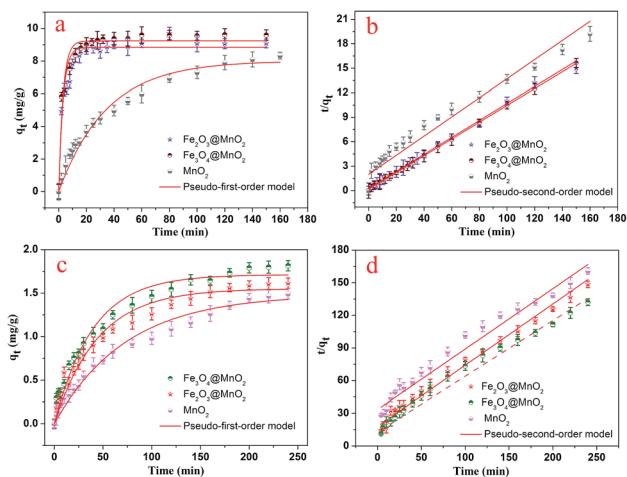 a
q_t (mg/g)
10
8
6
4
2
0
Fe₂O₃@MnO₂
Fe₃O₄@MnO₂
MnO₂
Pseudo-first-order model
0 20 40 60 80 100 120 140 160
Time (min)
b
t/q_t
21
18
15
12
9
6
3
0
Fe₂O₃@MnO₂
Fe₃O₄@MnO₂
MnO₂
Pseudo-second-order model
0 20 40 60 80 100 120 140 160
Time (min)
c
q_t (mg/g)
2.0
1.5
1.0
0.5
0.0
Fe₃O₄@MnO₂
Fe₂O₃@MnO₂
MnO₂
Pseudo-first-order model
0 50 100 150 200 250
Time (min)
d
t/q_t
180
150
120
90
60
30
0
Fe₂O₃@MnO₂
Fe₃O₄@MnO₂
MnO₂
Pseudo-second-order model
0 50 100 150 200 250
Time (min)